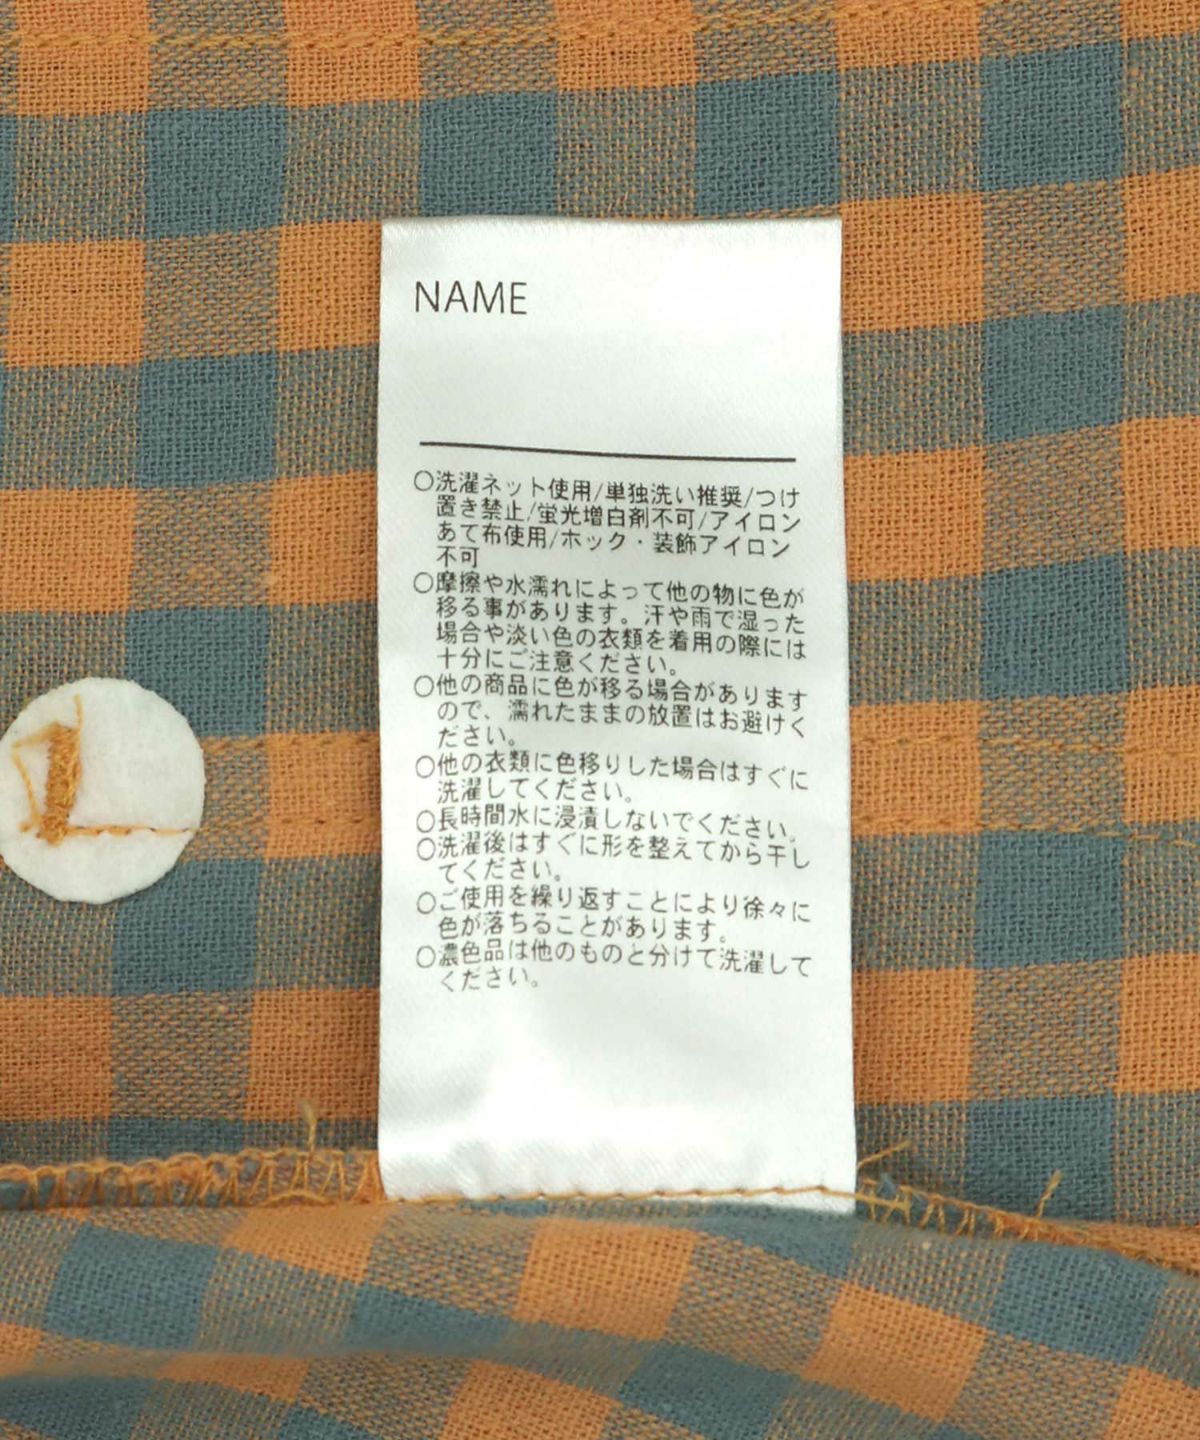 NAME
○洗濯ネット使用/単独洗い推奨/つけ
置き禁止/蛍光増白剤不可/アイロン
あて布使用/ホック・装飾アイロン
不可
○摩擦や水濡れによって他の物に色が
移る事があります。汗や雨で湿った
場合や淡い色の衣類を着用の際には
十分にご注意ください。
○他の商品に色が移る場合があります
ので、濡れたままの放置はお避けく
ださい。
○他の衣類に色移りした場合はすぐに
洗濯してください。
○長時間水に浸漬しないでください。
○洗濯後はすぐに形を整えてから干し
てください。
○ご使用を繰り返すことにより徐々に
色が落ちることがあります。
○濃色品は他のものと分けて洗濯して
ください。